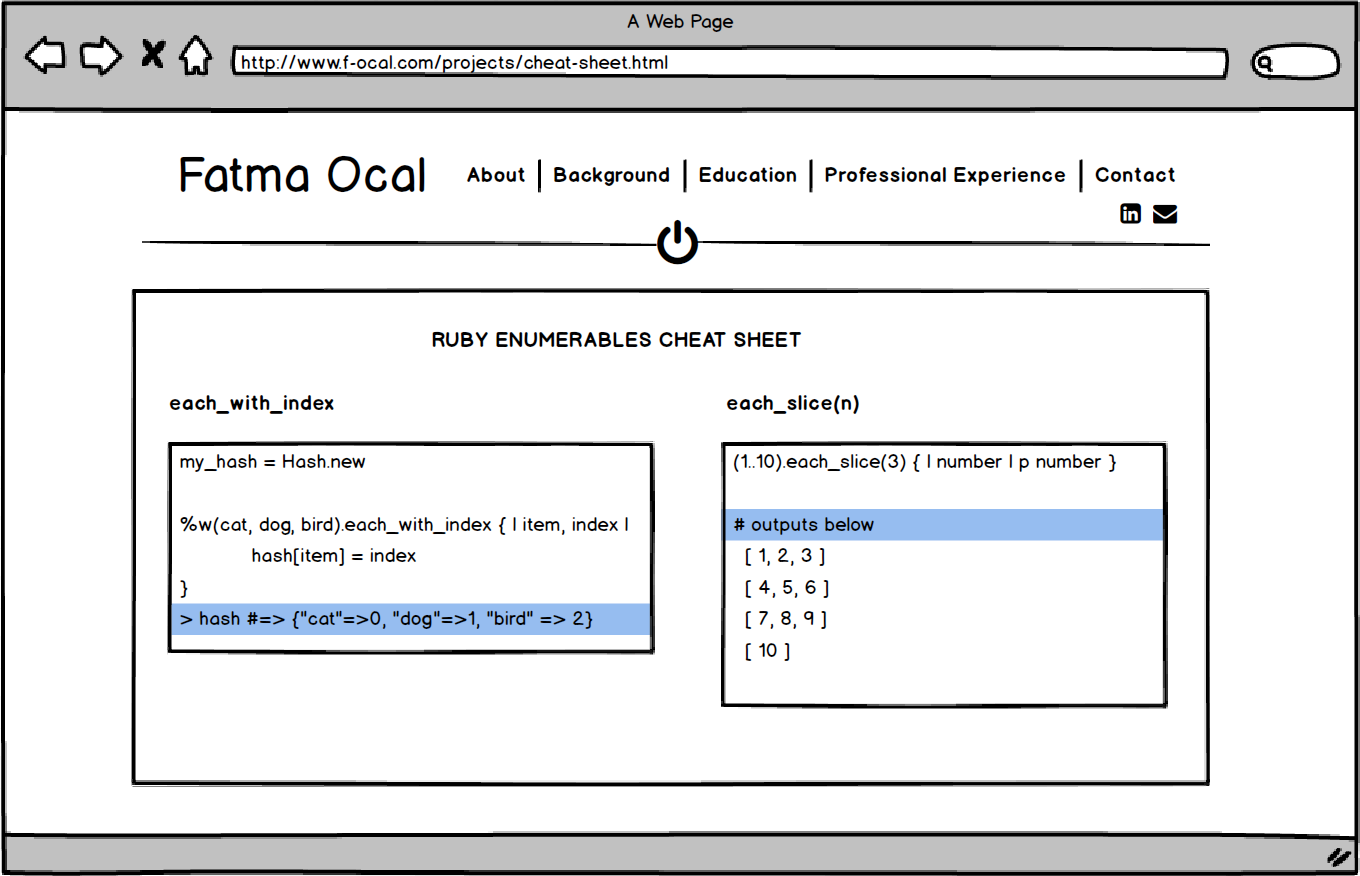 A Web Page
http://www.f-ocal.com/projects/cheat-sheet.html
Fatma Ocal
About | Background | Education | Professional Experience | Contact
in
RUBY ENUMERABLES CHEAT SHEET
each_with_index
my_hash = Hash.new
%w(cat, dog, bird).each_with_index { | item, index |
hash[item] = index
}
> hash #=> {"cat"=>0, "dog"=>1, "bird" => 2}
each_slice(n)
(1..10).each_slice(3) { | number | p number }
# outputs below
[ 1, 2, 3 ]
[ 4, 5, 6 ]
[ 7, 8, 9 ]
[ 10 ]